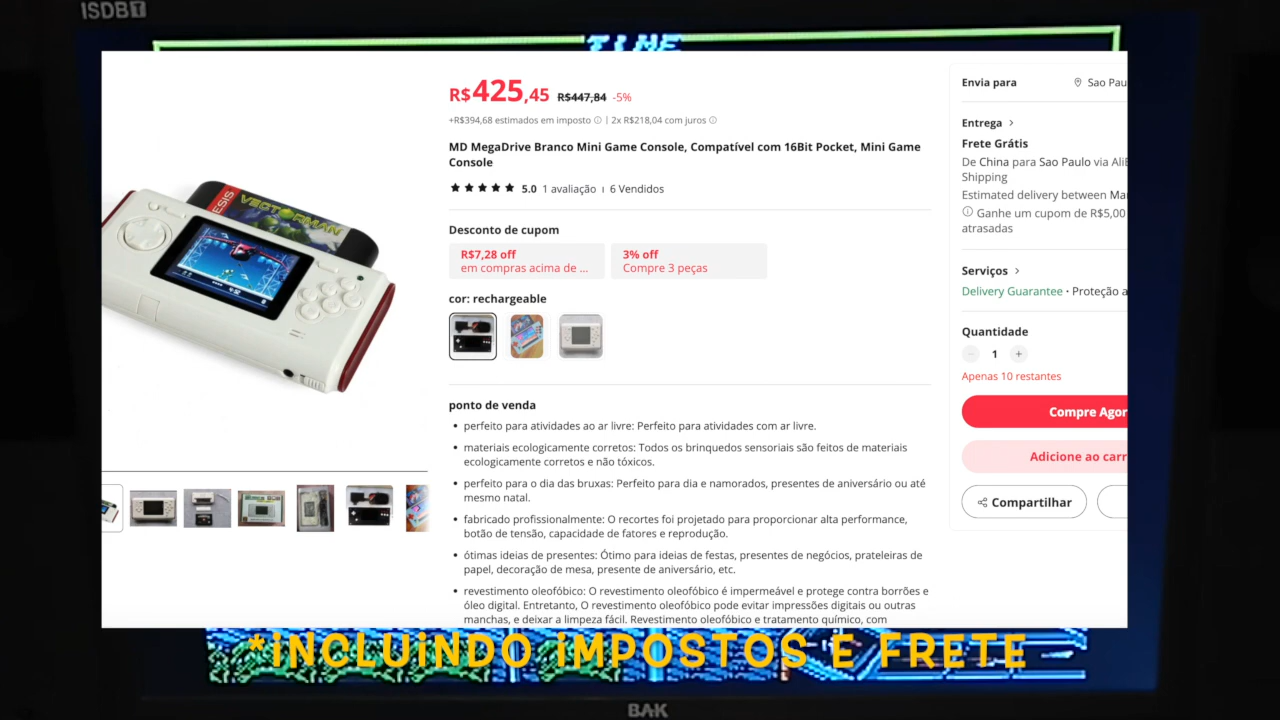 ISDBT
TIME
R$425,45 R$447,84 -5%
+R$394,68 estimados em imposto | 2x R$218,04 com juros
MD MegaDrive Branco Mini Game Console, Compatível com 16Bit Pocket, Mini Game
Console
5.0 1 avaliação 6 Vendidos
Desconto de cupom
R$7,28 off
em compras acima de ...
3% off
Compre 3 peças
cor: rechargeable
ponto de venda
• perfeito para atividades ao ar livre: Perfeito para atividades com ar livre.
• materiais ecologicamente corretos: Todos os brinquedos sensoriais são feitos de materiais
ecologicamente corretos e não tóxicos.
• perfeito para o dia das bruxas: Perfeito para dia e namorados, presentes de aniversário ou até
mesmo natal.
• fabricado profissionalmente: O recortes foi projetado para proporcionar alta performance,
botão de tensão, capacidade de fatores e reprodução.
• ótimas ideias de presentes: Ótimo para ideias de festas, presentes de negócios, prateleiras de
papel, decoração de mesa, presente de aniversário, etc.
• revestimento oleofóbico: O revestimento oleofóbico é impermeável e protege contra borrões e
óleo digital. Entretanto, O revestimento oleofóbico pode evitar impressões digitais ou outras
manchas, e deixar a limpeza fácil. Revestimento oleofóbico e tratamento químico, com
Envia para Sao Pau
Entrega
Frete Grátis
De China para Sao Paulo via AliE
Shipping
Estimated delivery between Mar
Ganhe um cupom de R$5,00
atrasadas
Serviços
Delivery Guarantee · Proteção a
Quantidade
- 1 +
Apenas 10 restantes
Compre Agor
Adicione ao carr
Compartilhar
ESIS
VECTORMAN
*INCLUINDO IMPOSTOS E FRETE
BAK